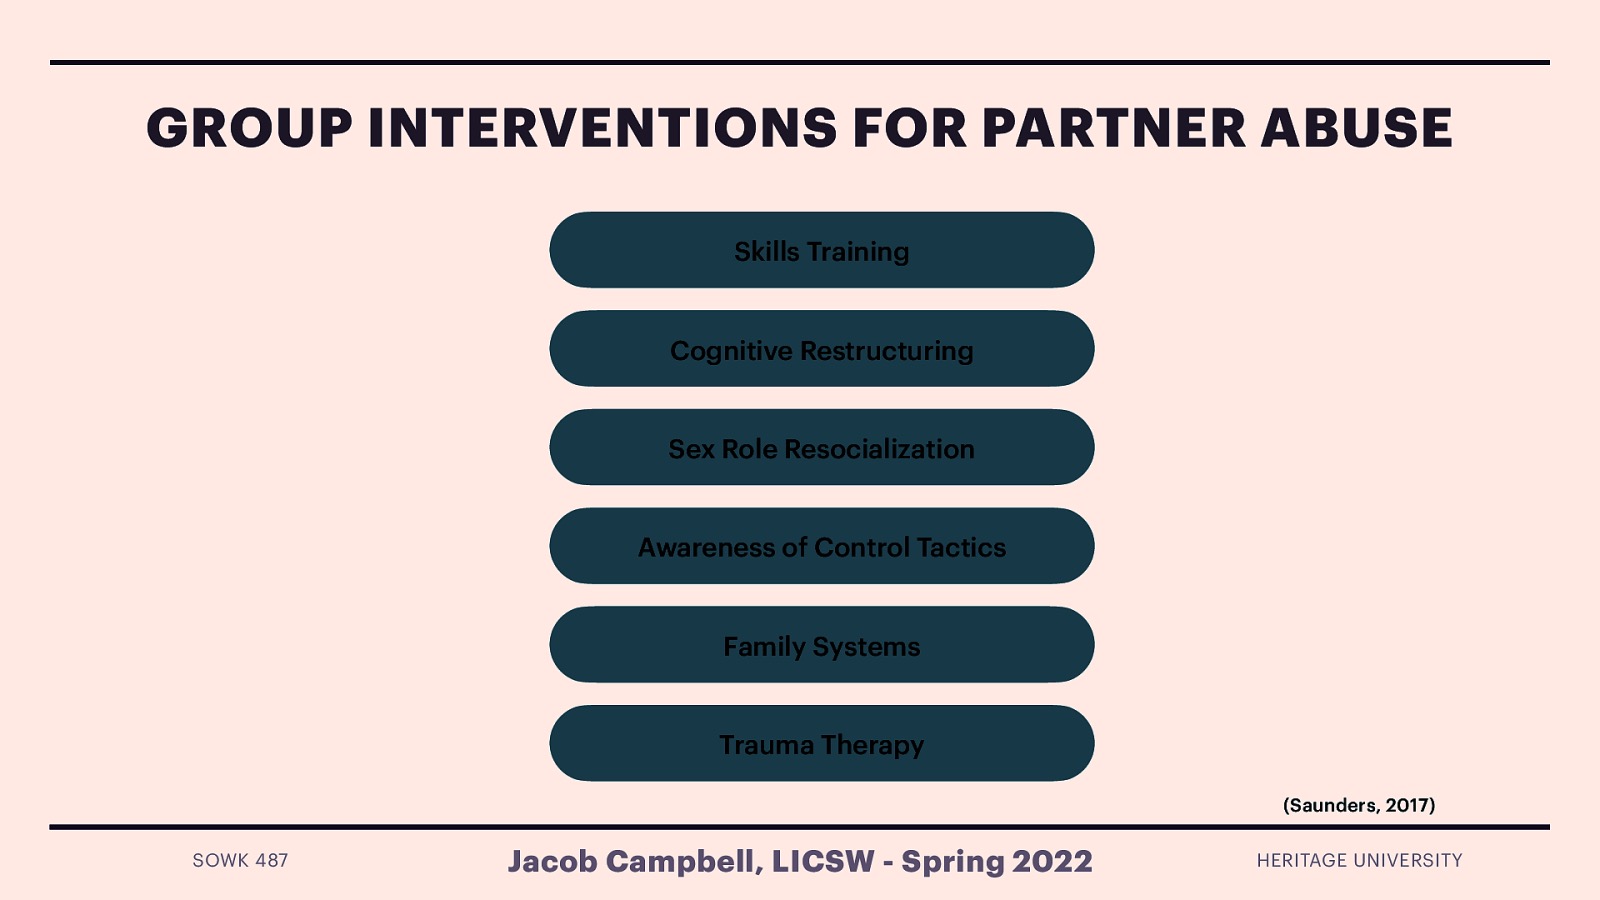 GROUP INTERVENTIONS FOR PARTNER ABUSE
Skills Training
Cognitive Restructuring
Sex Role Resocialization
Awareness of Control Tactics
Family Systems
Trauma Therapy
(Saunders, 2017)
SOWK 487
Jacob Campbell, LICSW - Spring 2022
HERITAGE UNIVERSITY